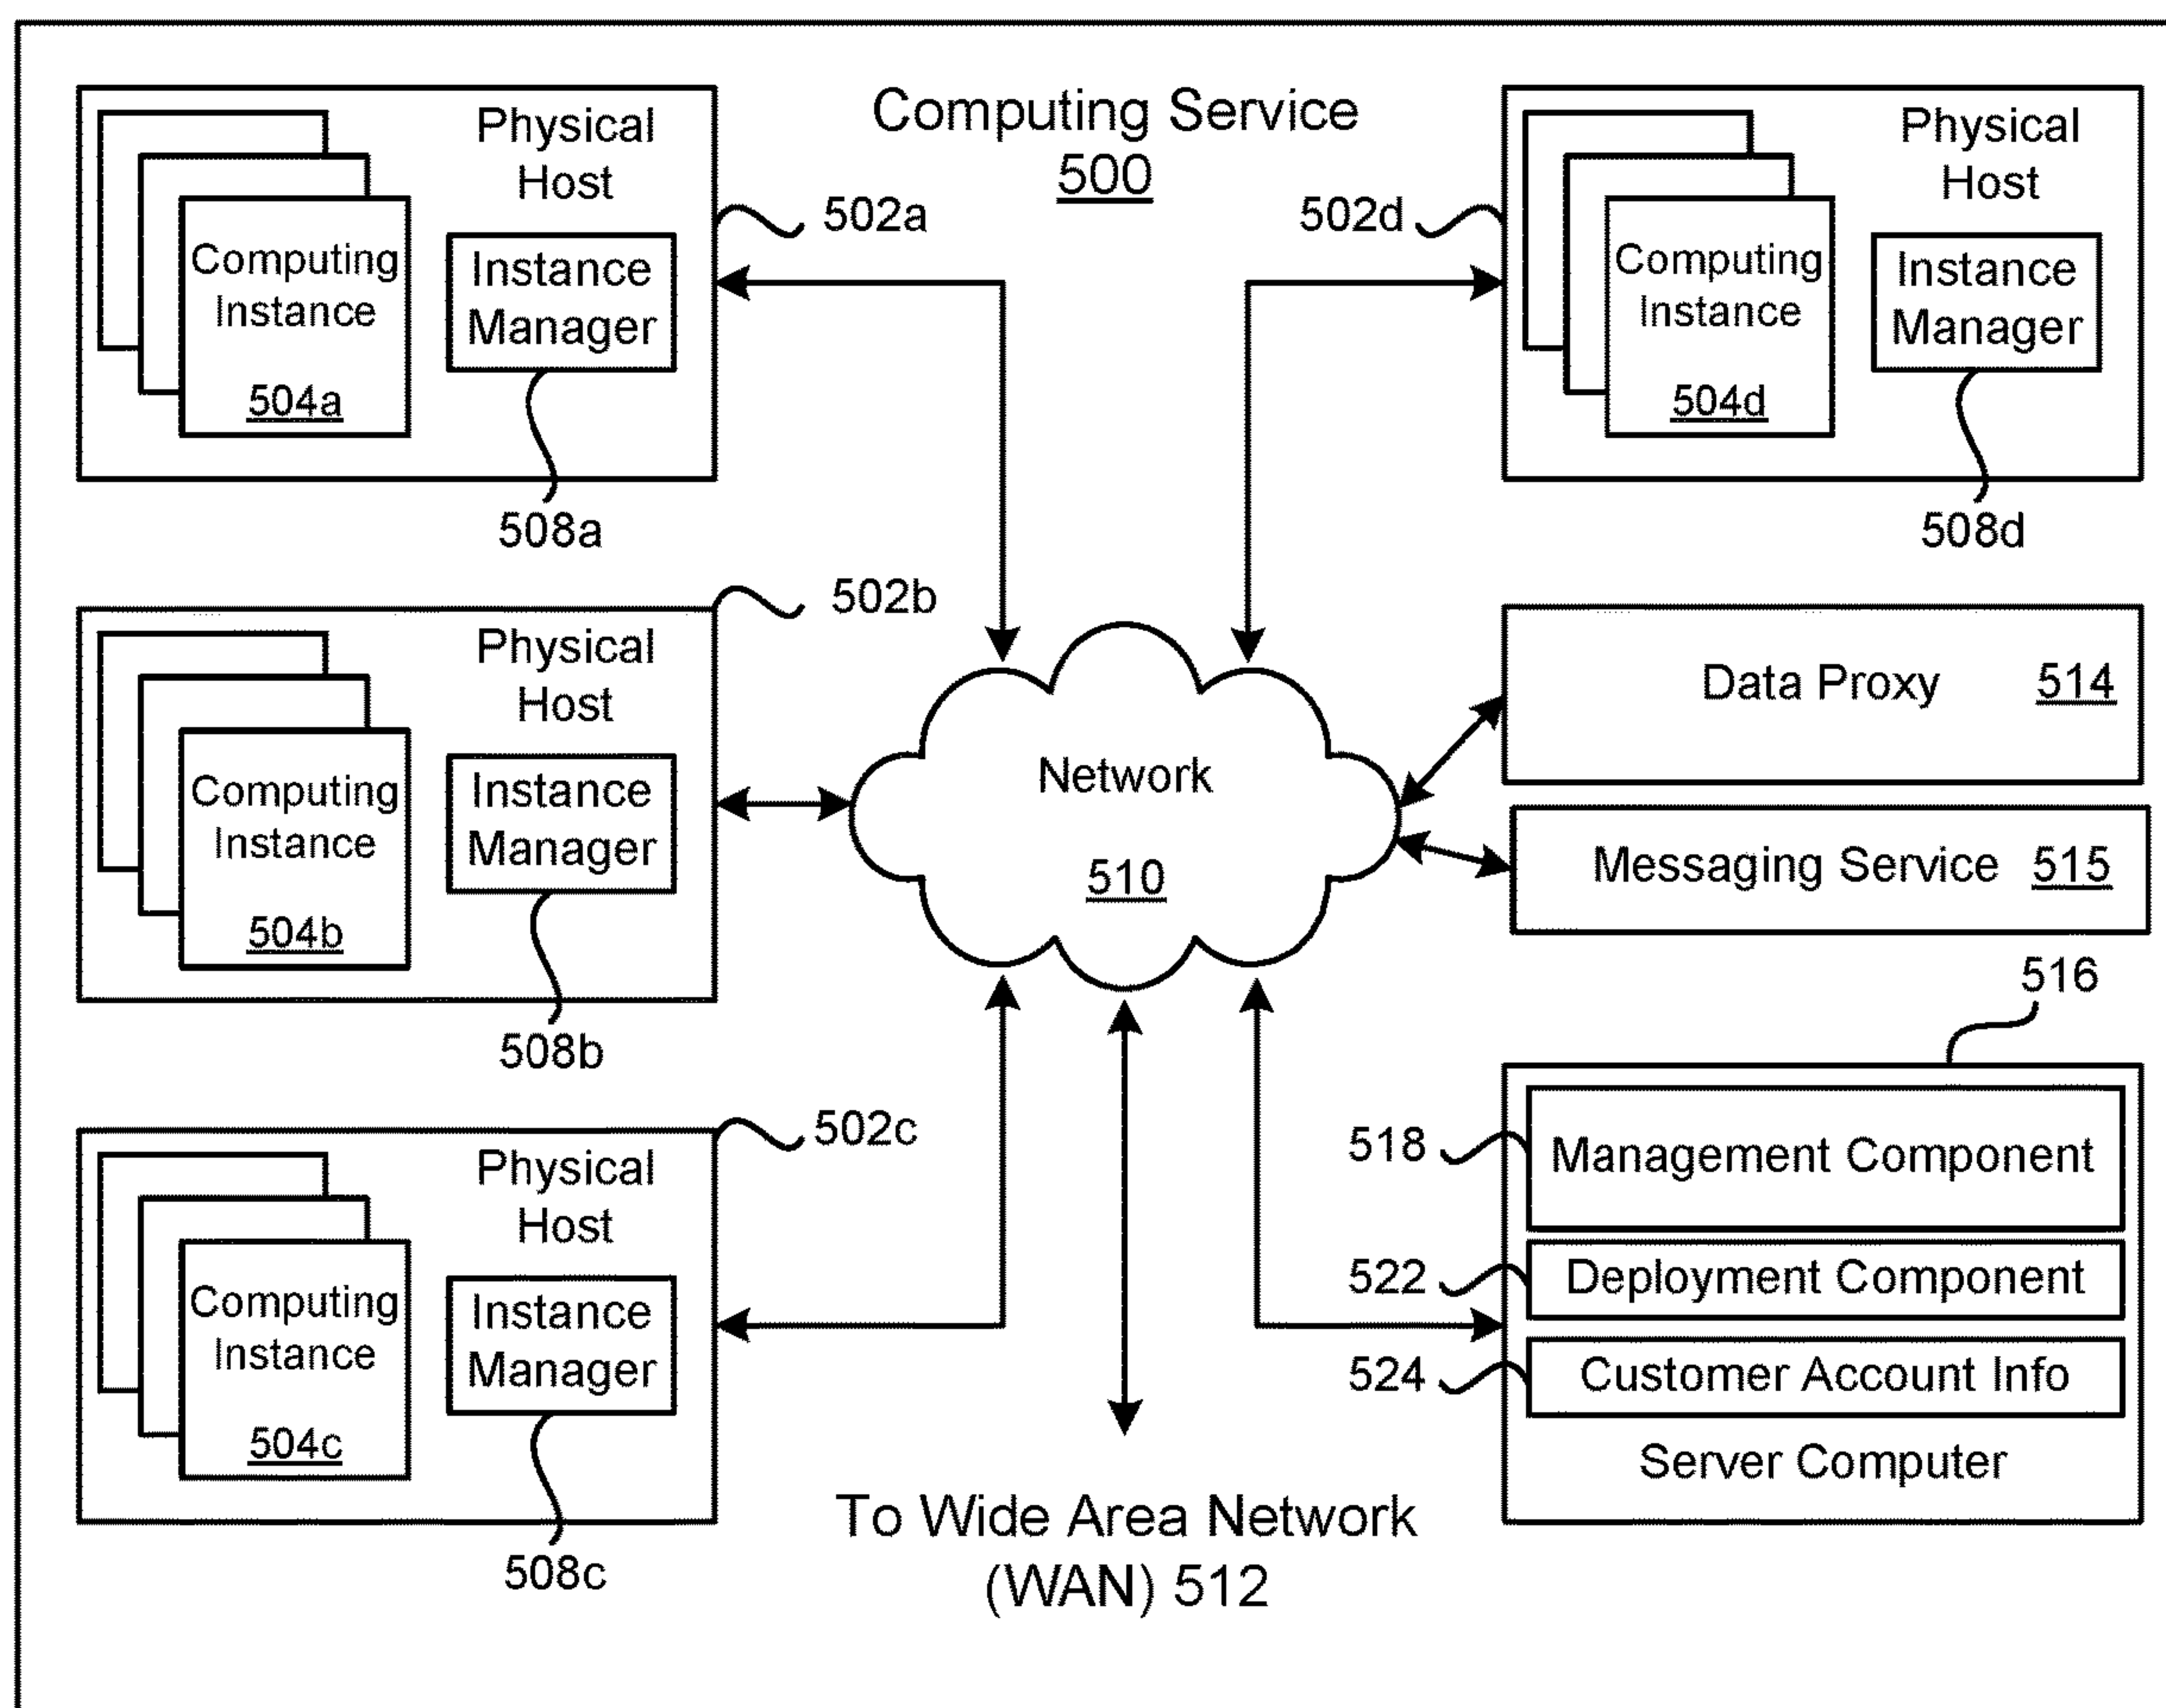 Computing Service
500
Physical
Host
502a
Computing
Instance
504a
Instance
Manager
508a
502d
Physical
Host
Computing
Instance
504d
Instance
Manager
508d
502b
Physical
Host
Computing
Instance
504b
Instance
Manager
508b
Network
510
Data Proxy 514
Messaging Service 515
516
502c
Physical
Host
Computing
Instance
504c
Instance
Manager
508c
518
Management Component
522
Deployment Component
524
Customer Account Info
Server Computer
To Wide Area Network
(WAN) 512